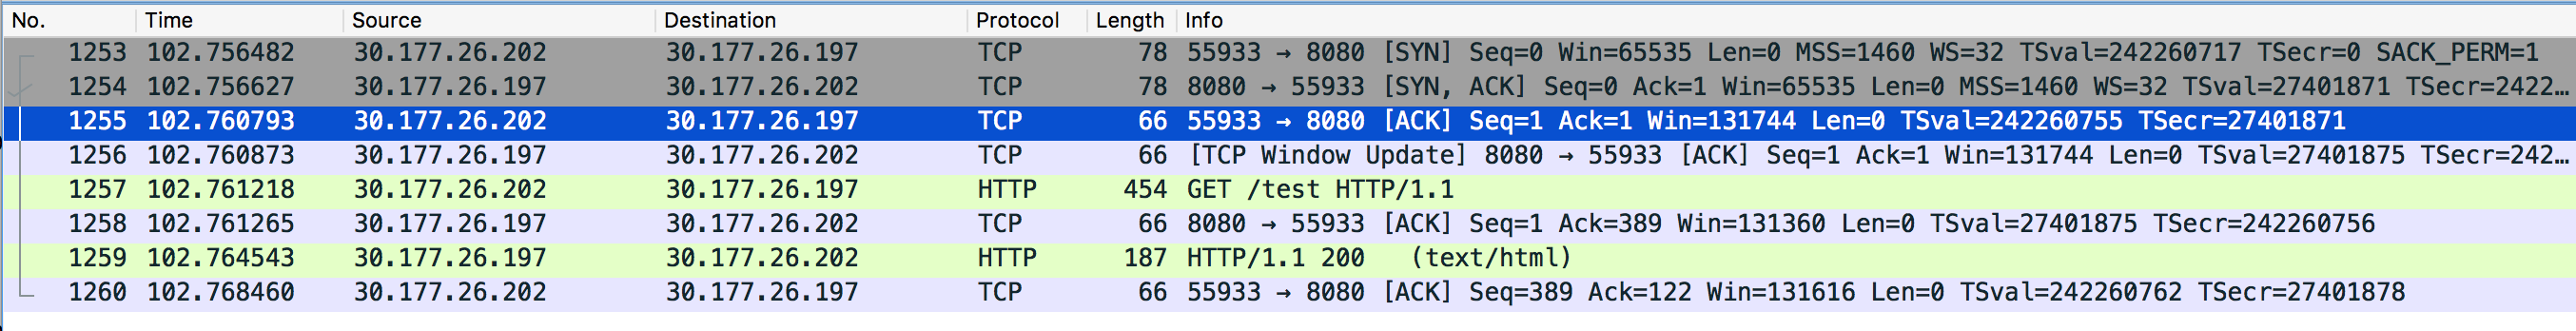 No. Time Source Destination Protocol Length Info
1253 102.756482 30.177.26.202 30.177.26.197 TCP 78 55933 → 8080 [SYN] Seq=0 Win=65535 Len=0 MSS=1460 WS=32 TSval=242260717 TSecr=0 SACK_PERM=1
1254 102.756627 30.177.26.197 30.177.26.202 TCP 78 8080 → 55933 [SYN, ACK] Seq=0 Ack=1 Win=65535 Len=0 MSS=1460 WS=32 TSval=27401871 TSecr=2422…
1255 102.760793 30.177.26.202 30.177.26.197 TCP 66 55933 → 8080 [ACK] Seq=1 Ack=1 Win=131744 Len=0 TSval=242260755 TSecr=27401871
1256 102.760873 30.177.26.197 30.177.26.202 TCP 66 [TCP Window Update] 8080 → 55933 [ACK] Seq=1 Ack=1 Win=131744 Len=0 TSval=27401875 TSecr=242…
1257 102.761218 30.177.26.202 30.177.26.197 HTTP 454 GET /test HTTP/1.1
1258 102.761265 30.177.26.197 30.177.26.202 TCP 66 8080 → 55933 [ACK] Seq=1 Ack=389 Win=131360 Len=0 TSval=27401875 TSecr=242260756
1259 102.764543 30.177.26.197 30.177.26.202 HTTP 187 HTTP/1.1 200 (text/html)
1260 102.768460 30.177.26.202 30.177.26.197 TCP 66 55933 → 8080 [ACK] Seq=389 Ack=122 Win=131616 Len=0 TSval=242260762 TSecr=27401878